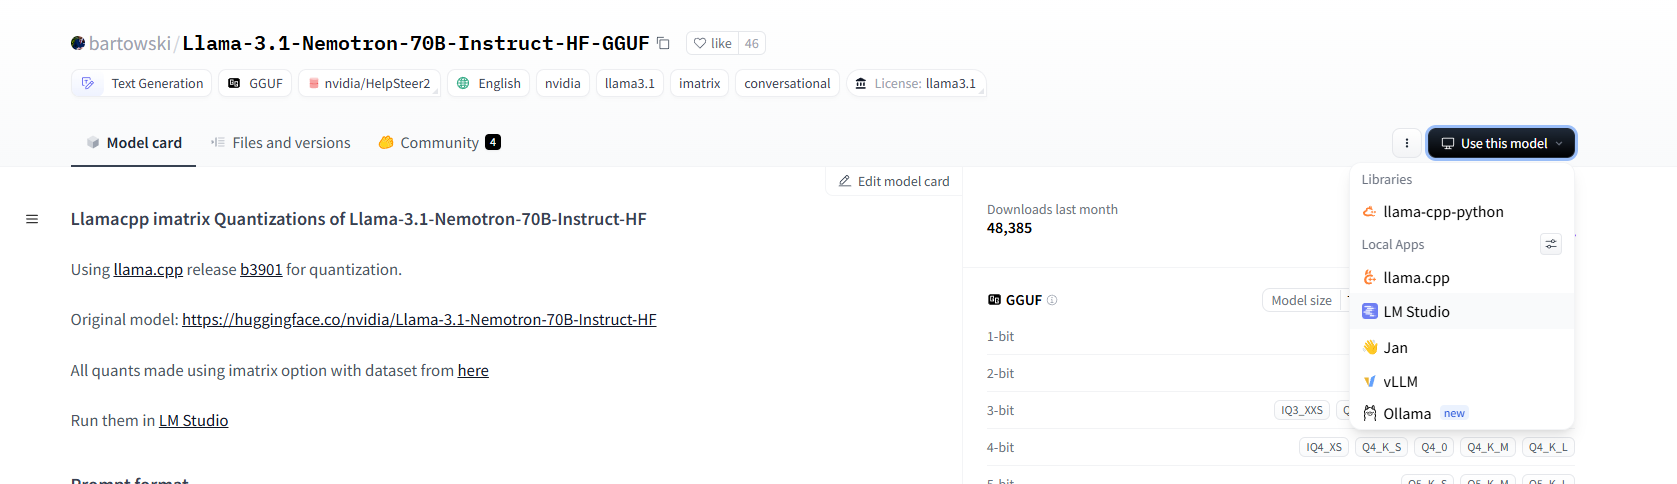 bartowski/Llama-3.1-Nemotron-70B-Instruct-HF-GGUF like 46
Text Generation GGUF nvidia/HelpSteer2 English nvidia llama3.1 imatrix conversational License: llama3.1
Model card Files and versions Community 4 Use this model
Edit model card
Llamacpp imatrix Quantizations of Llama-3.1-Nemotron-70B-Instruct-HF
Using llama.cpp release b3901 for quantization.
Original model: https://huggingface.co/nvidia/Llama-3.1-Nemotron-70B-Instruct-HF
All quants made using imatrix option with dataset from here
Run them in LM Studio
Prompt format
Downloads last month
48,385
GGUF Model size
1-bit
2-bit
3-bit IQ3_XXS
4-bit IQ4_XS Q4_K_S Q4_0 Q4_K_M Q4_K_L
5-bit Q5_K_S Q5_K_M Q5_K_L
Libraries
llama-cpp-python
Local Apps
llama.cpp
LM Studio
Jan
vLLM
Ollama new